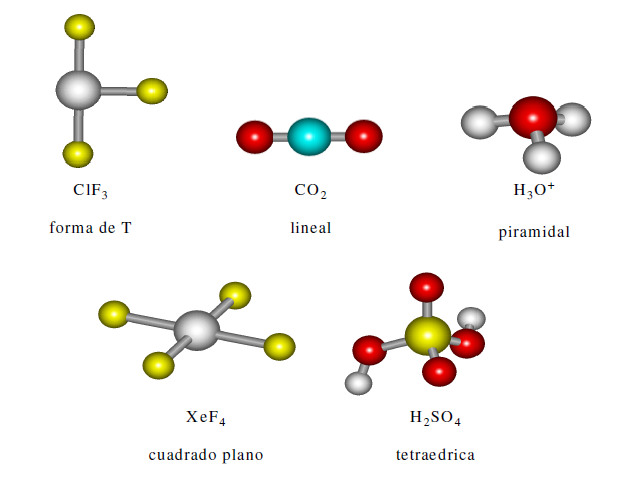 ClF₃
CO₂
H₃O⁺
forma de T
lineal
piramidal
XeF₄
H₂SO₄
cuadrado plano
tetraedrica